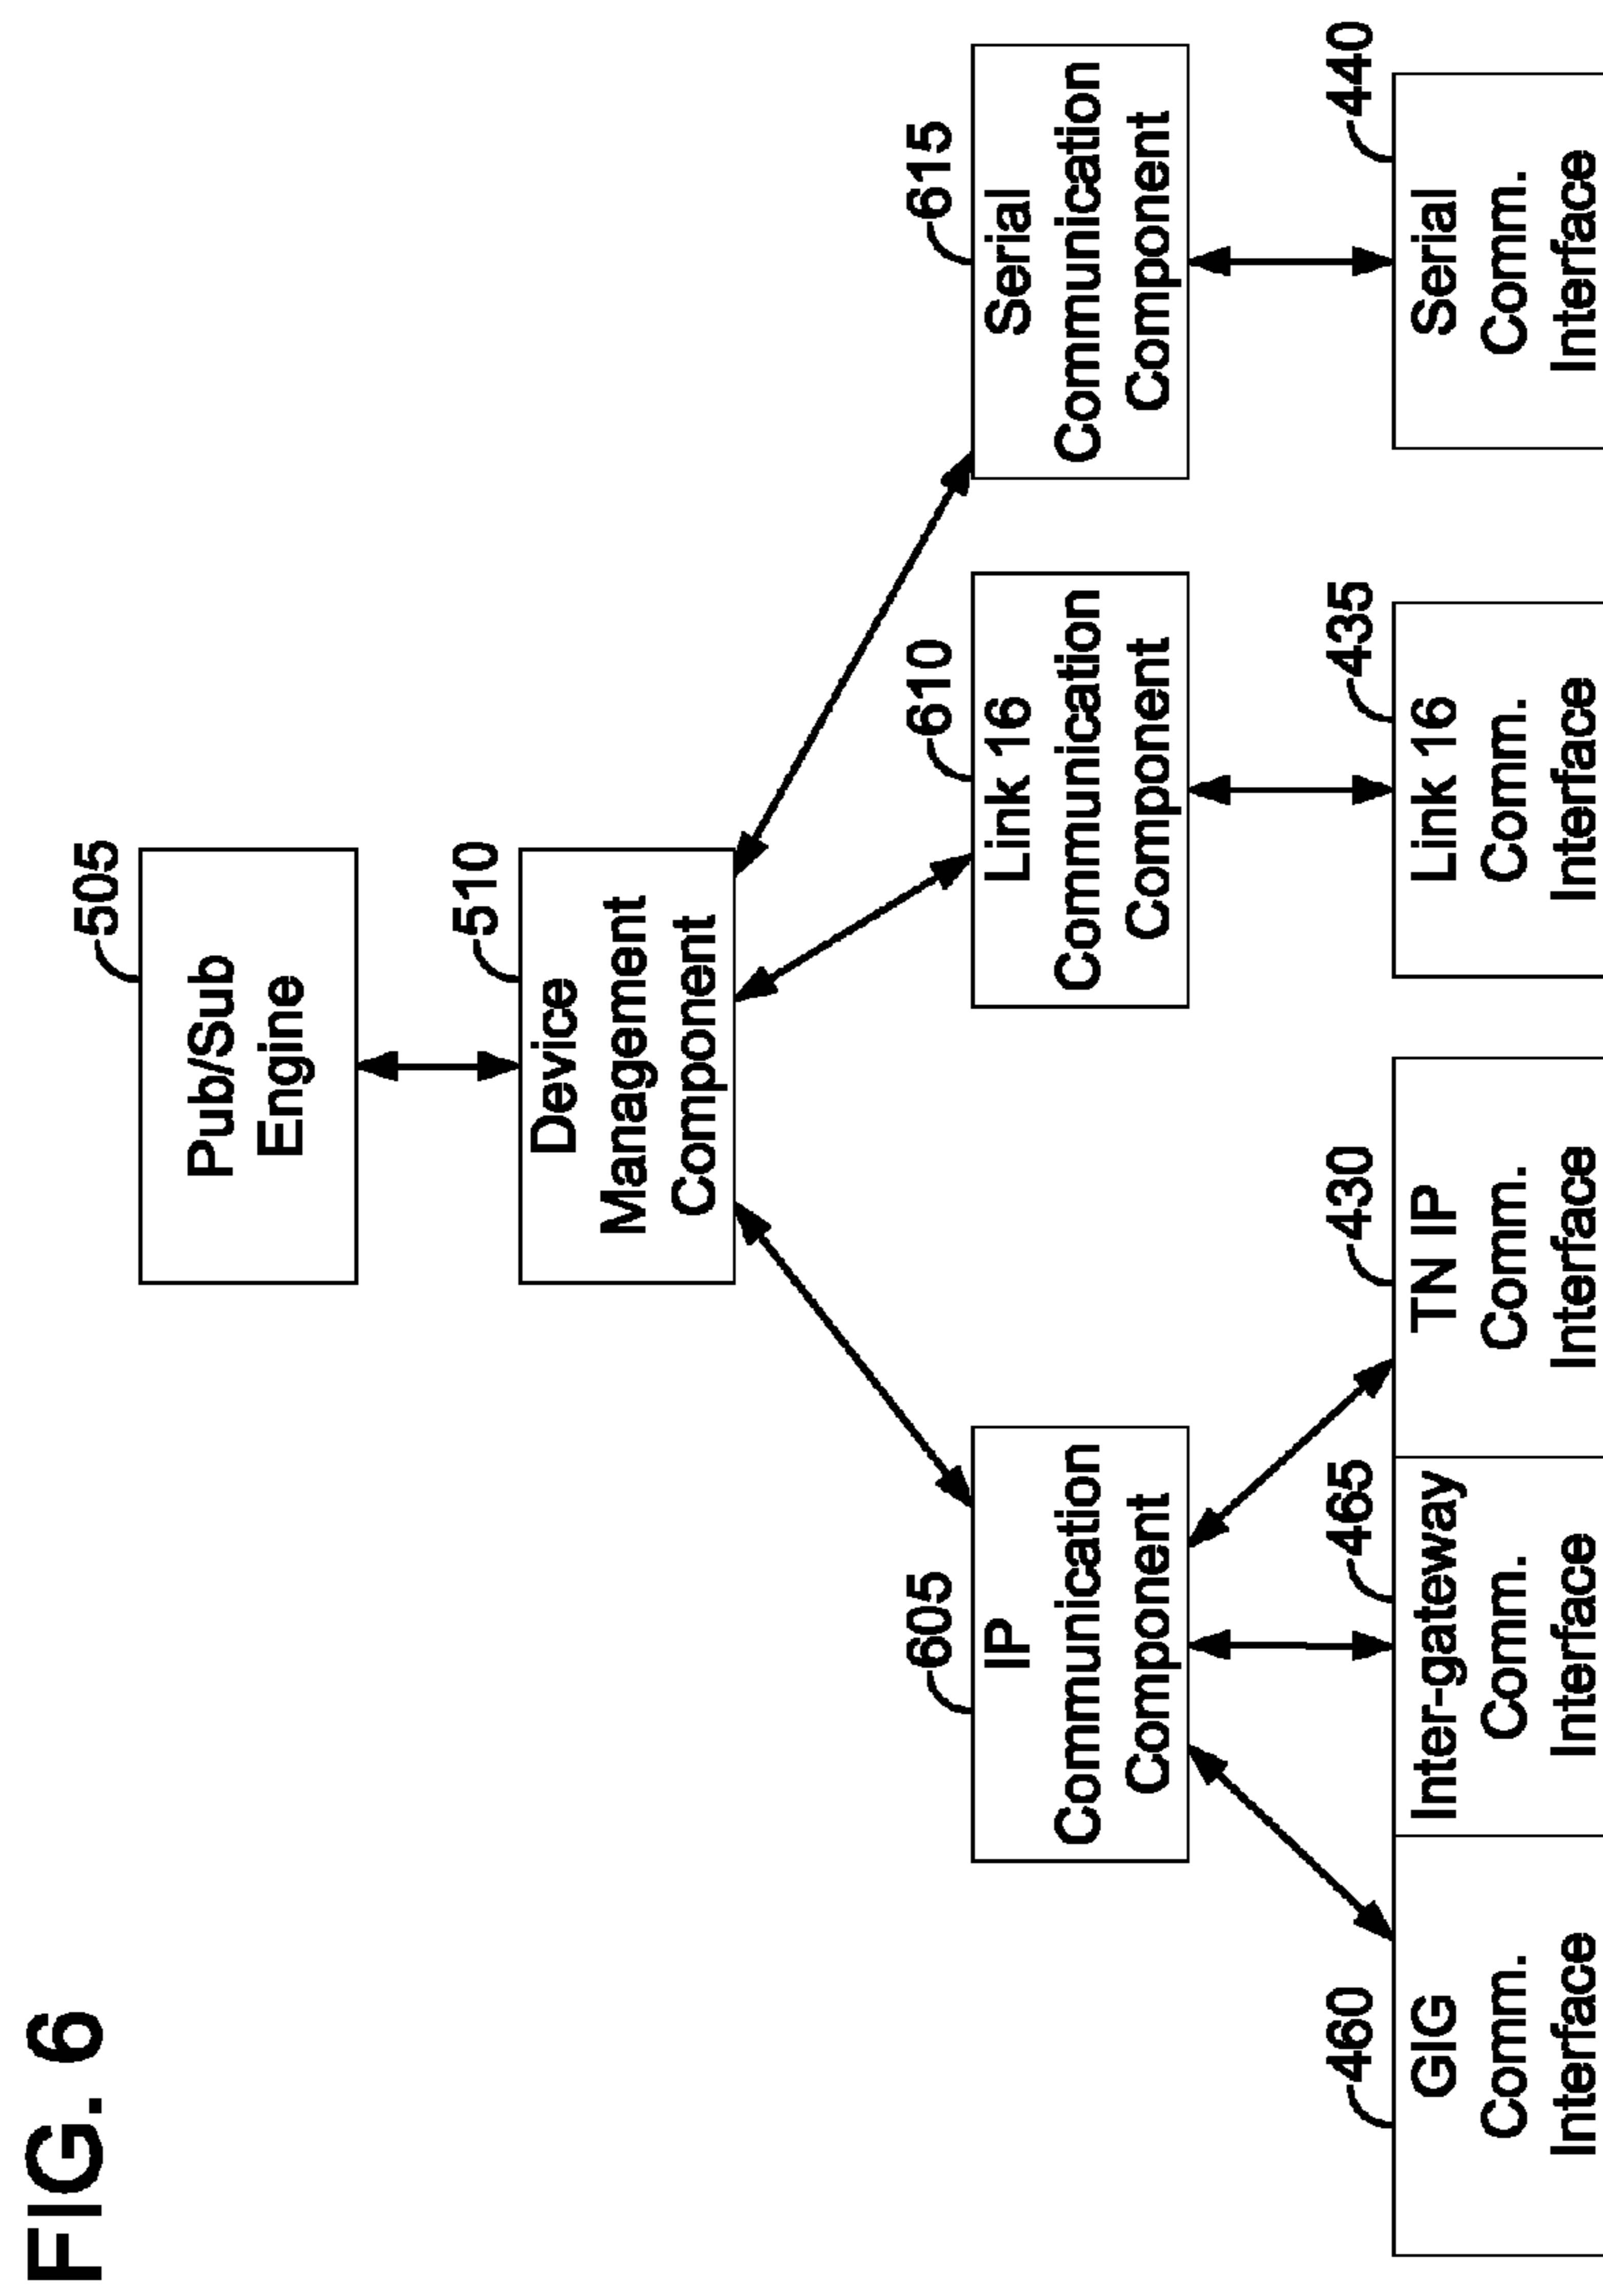 FIG. 6
505
Pub/Sub
Engine
510
Device
Management
Component
605
IP
Communication
Component
610
Link 16
Communication
Component
615
Serial
Communication
Component
460
GIG
Comm.
Interface
465
Inter-gateway
Comm.
Interface
430
TN IP
Comm.
Interface
435
Link 16
Comm.
Interface
440
Serial
Comm.
Interface